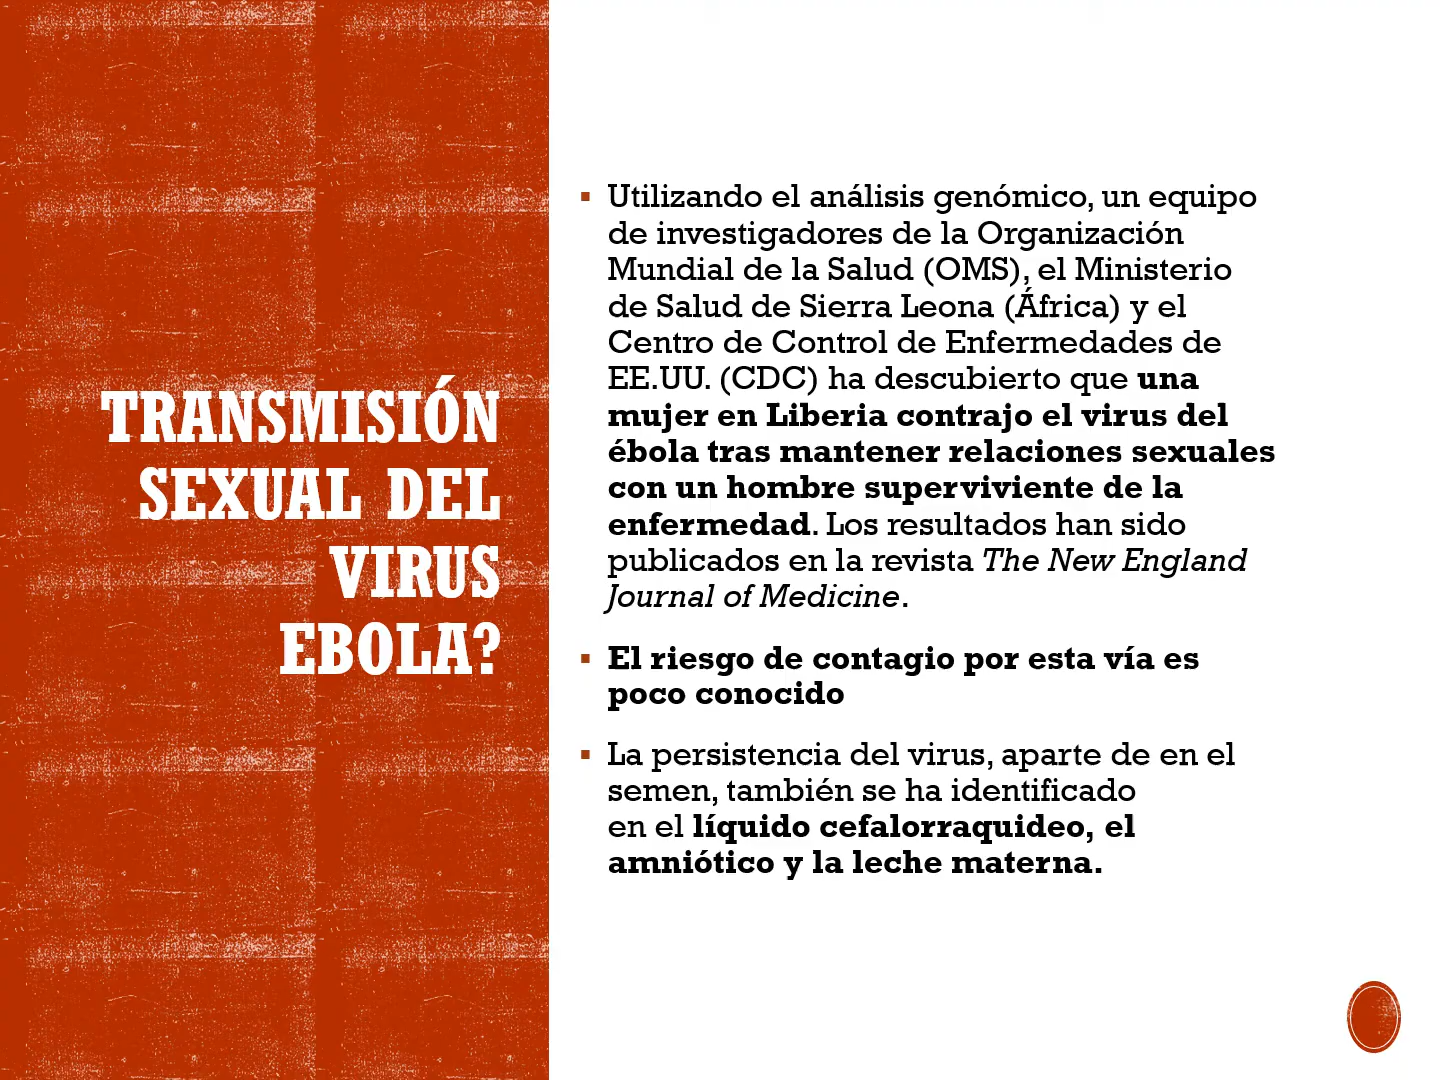 TRANSMISIÓN
SEXUAL DEL
VIRUS
EBOLA?
▪ Utilizando el análisis genómico, un equipo
de investigadores de la Organización
Mundial de la Salud (OMS), el Ministerio
de Salud de Sierra Leona (África) y el
Centro de Control de Enfermedades de
EE.UU. (CDC) ha descubierto que una
mujer en Liberia contrajo el virus del
ébola tras mantener relaciones sexuales
con un hombre superviviente de la
enfermedad. Los resultados han sido
publicados en la revista The New England
Journal of Medicine.
▪ El riesgo de contagio por esta vía es
poco conocido
▪ La persistencia del virus, aparte de en el
semen, también se ha identificado
en el líquido cefalorraquideo, el
amniótico y la leche materna.